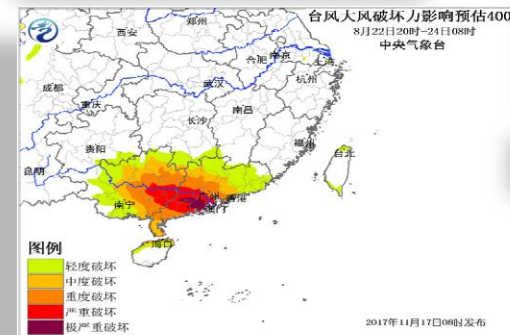 台风大风破坏力影响预估400
8月22日20时-24日08时
中央气象台
郑州
西安
合肥
南京
上海
成都
武汉
杭州
重庆
南昌
长沙
贵阳
福州
台北
昆明
广州
香港
澳门
南宁
海口
图例
轻度破坏
中度破坏
重度破坏
严重破坏
极严重破坏
2017年11月17日08时发布